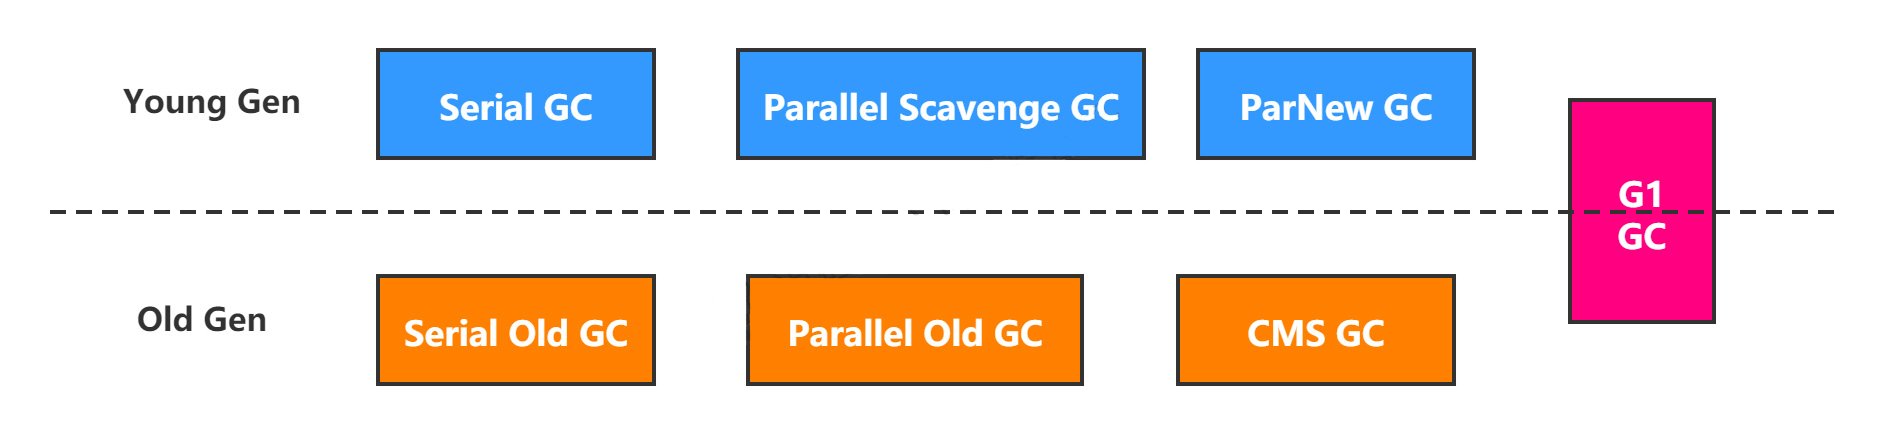 Young Gen
Serial GC
Parallel Scavenge GC
ParNew GC
G1
GC
Old Gen
Serial Old GC
Parallel Old GC
CMS GC